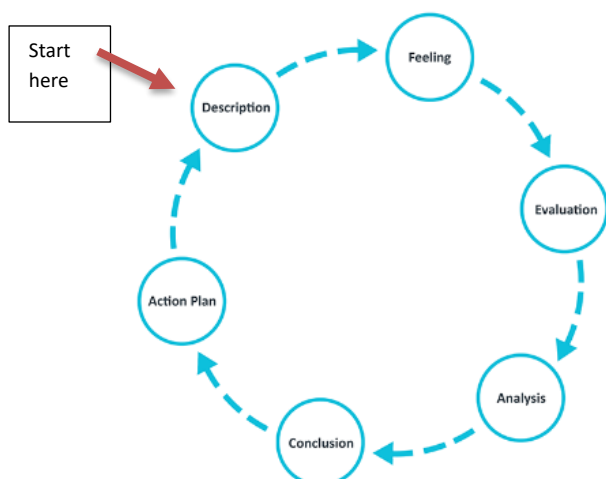 Start
here
Description
Feeling
Evaluation
Analysis
Conclusion
Action Plan